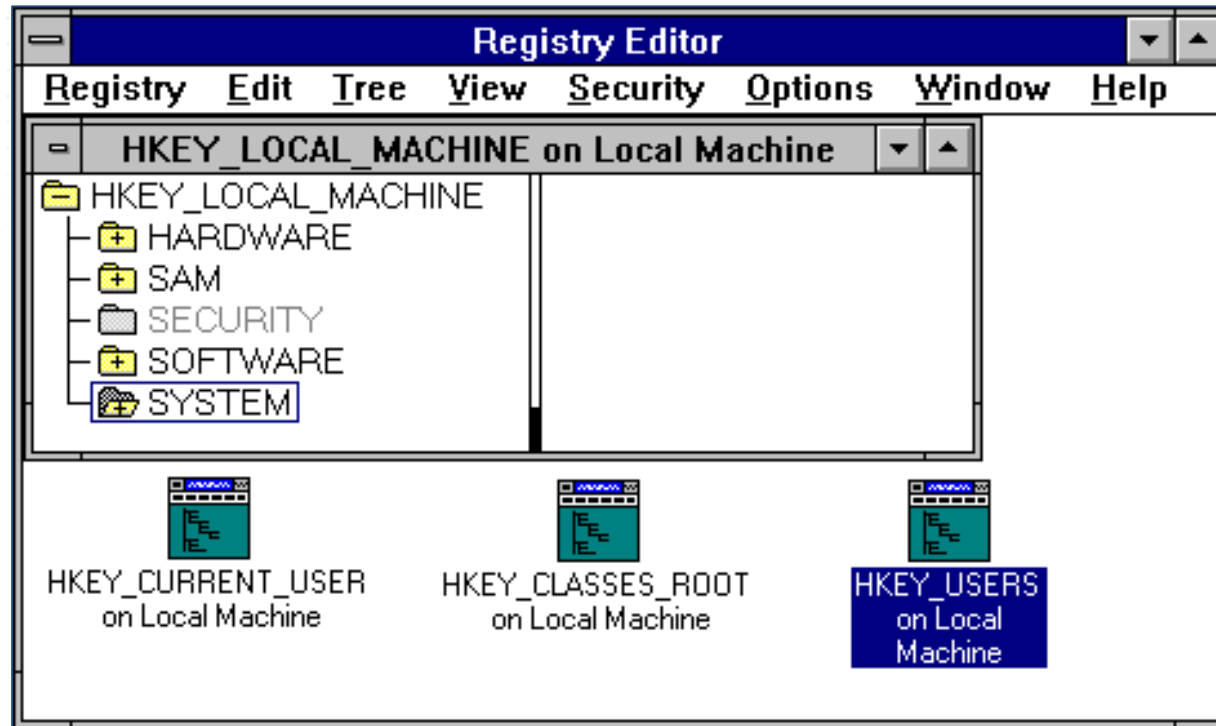 Registry Editor
Registry Edit Tree View Security Options Window Help
HKEY_LOCAL_MACHINE on Local Machine
HKEY_LOCAL_MACHINE
HARDWARE
SAM
SECURITY
SOFTWARE
SYSTEM
HKEY_CURRENT_USER
on Local Machine
HKEY_CLASSES_ROOT
on Local Machine
HKEY_USERS
on Local
Machine